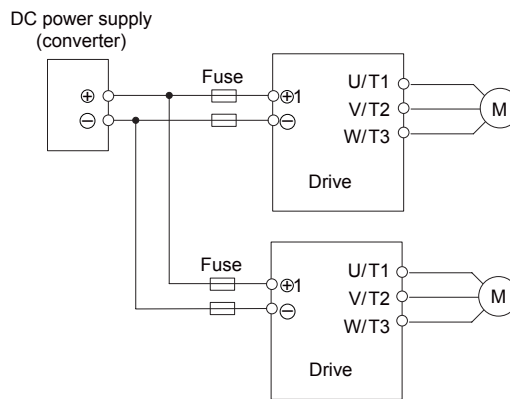 DC power supply
(converter)
Fuse
⊕
⊕1
U/T1
M
⊖
⊖
V/T2
W/T3
Drive
Fuse
⊕1
U/T1
M
⊖
V/T2
W/T3
Drive